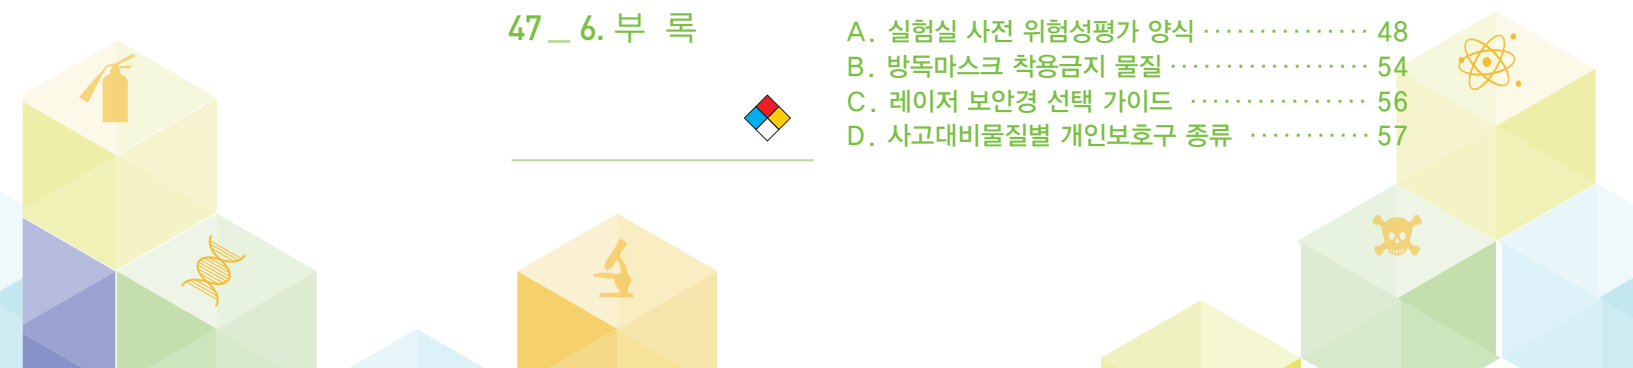 47_ 6. 부 록
A. 실험실 사전 위험성평가 양식 ··············· 48
B. 방독마스크 착용금지 물질 ·················· 54
C. 레이저 보안경 선택 가이드 ················ 56
D. 사고대비물질별 개인보호구 종류 ··········· 57